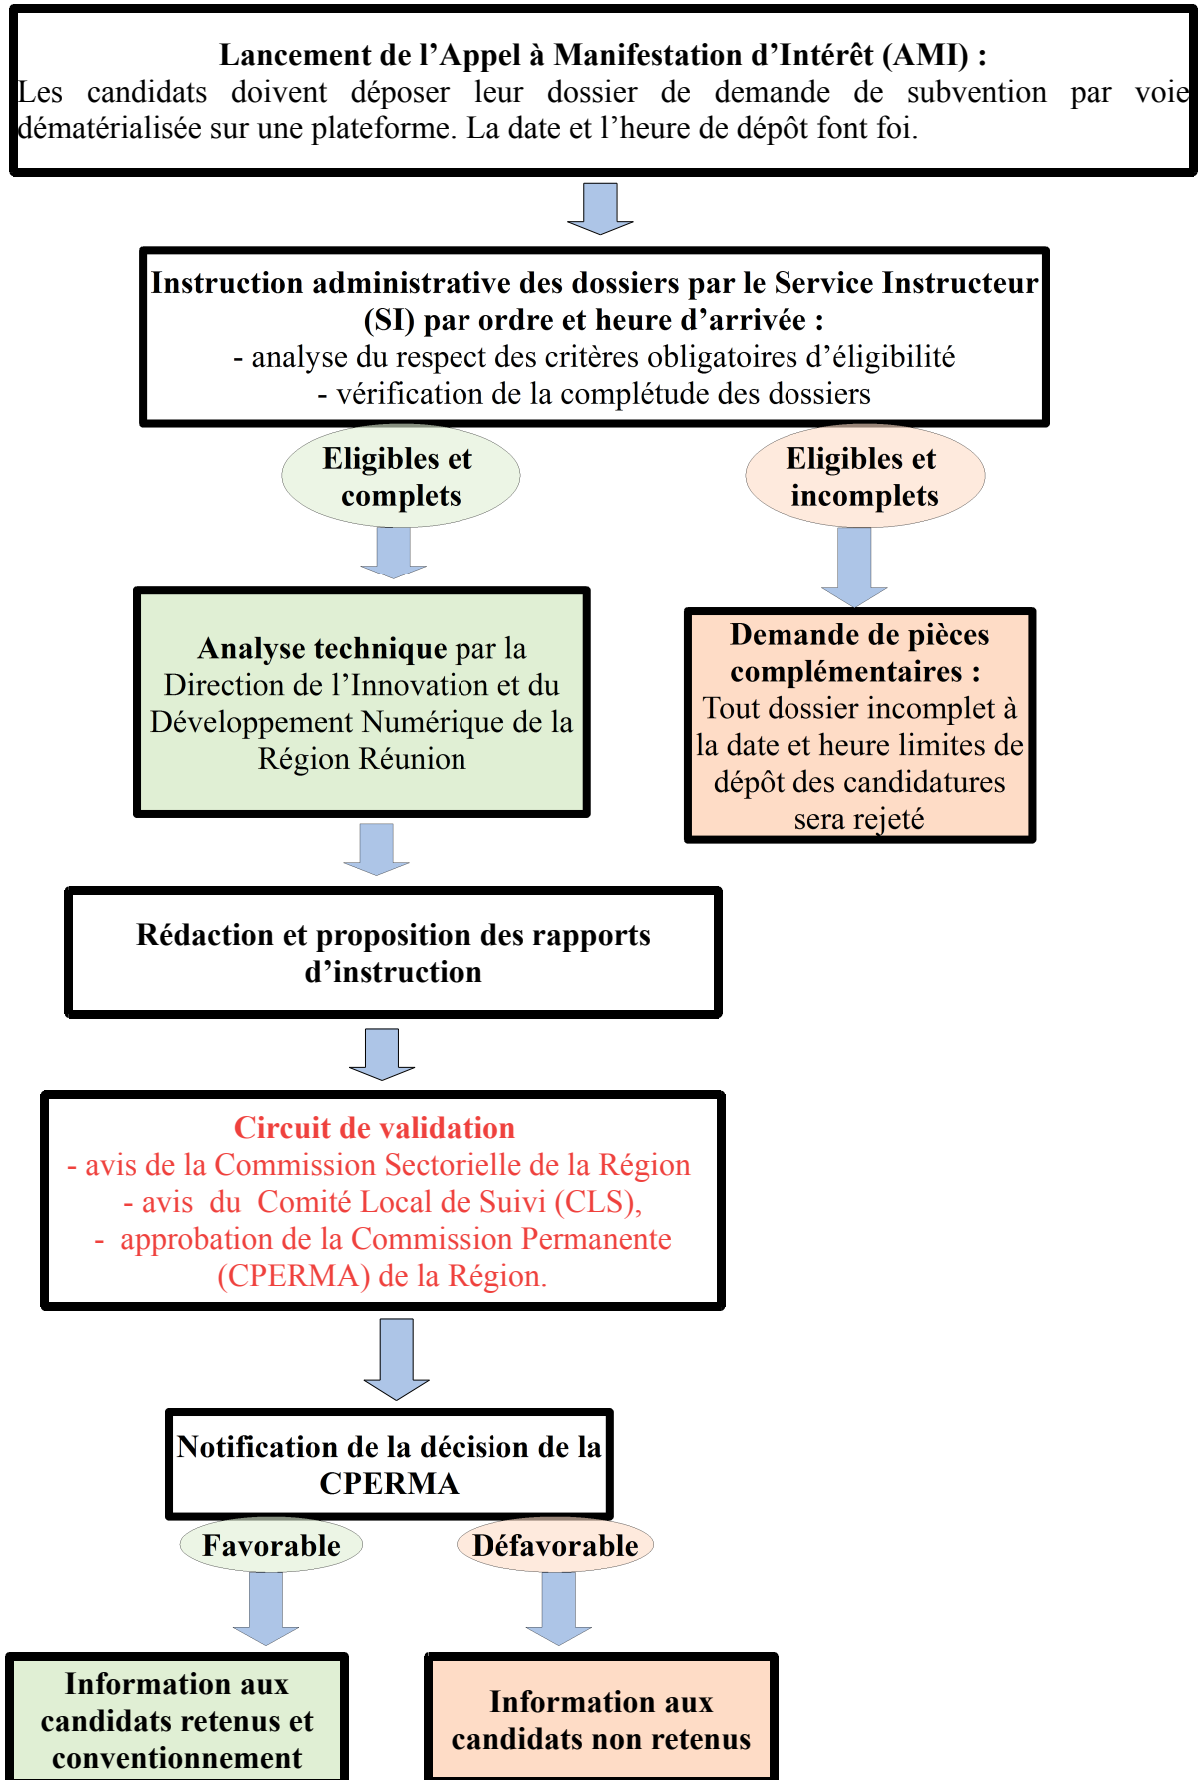 Lancement de l’Appel à Manifestation d’Intérêt (AMI) :
Les candidats doivent déposer leur dossier de demande de subvention par voie
dématérialisée sur une plateforme. La date et l’heure de dépôt font foi.
Instruction administrative des dossiers par le Service Instructeur
(SI) par ordre et heure d’arrivée :
- analyse du respect des critères obligatoires d’éligibilité
- vérification de la complétude des dossiers
Eligibles et
complets
Eligibles et
incomplets
Analyse technique par la
Direction de l’Innovation et du
Développement Numérique de la
Région Réunion
Demande de pièces
complémentaires :
Tout dossier incomplet à
la date et heure limites de
dépôt des candidatures
sera rejeté
Rédaction et proposition des rapports
d’instruction
Circuit de validation
- avis de la Commission Sectorielle de la Région
- avis du Comité Local de Suivi (CLS),
- approbation de la Commission Permanente
(CPERMA) de la Région.
Notification de la décision de la
CPERMA
Favorable
Défavorable
Information aux
candidats retenus et
conventionnement
Information aux
candidats non retenus